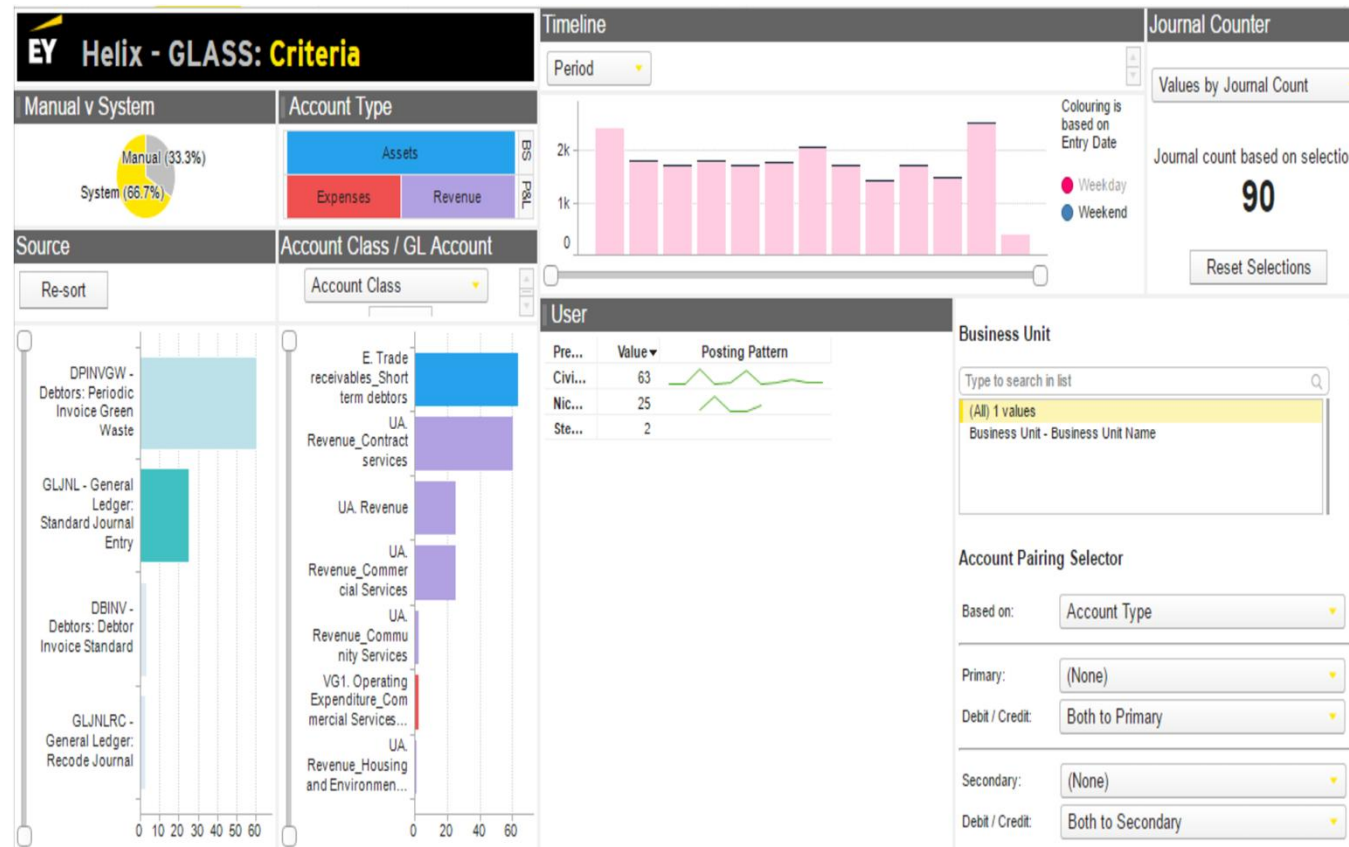 EY Helix - GLASS: Criteria
Manual v System
Manual (33.3%)
System (66.7%)
Account Type
Assets
BS
Expenses
Revenue
P&L
Source
Re-sort
DPINVGW -
Debtors: Periodic
Invoice Green
Waste
GLJNL - General
Ledger:
Standard Journal
Entry
DBINV -
Debtors: Debtor
Invoice Standard
GLJNLRC -
General Ledger:
Recode Journal
0 10 20 30 40 50 60
Account Class / GL Account
Account Class
E. Trade
receivables_Short
term debtors
UA.
Revenue_Contract
services
UA. Revenue
UA.
Revenue_Commer
cial Services
UA.
Revenue_Commu
nity Services
VG1. Operating
Expenditure_Com
mercial Services...
UA.
Revenue_Housing
and Environmen...
0 20 40 60
Timeline
Period
2k
1k
0
Colouring is
based on
Entry Date
Weekday
Weekend
Journal Counter
Values by Journal Count
Journal count based on selectio
90
Reset Selections
User
Pre... Value Posting Pattern
Civi... 63
Nic... 25
Ste... 2
Business Unit
Type to search in list
(All) 1 values
Business Unit - Business Unit Name
Account Pairing Selector
Based on: Account Type
Primary: (None)
Debit / Credit: Both to Primary
Secondary: (None)
Debit / Credit: Both to Secondary